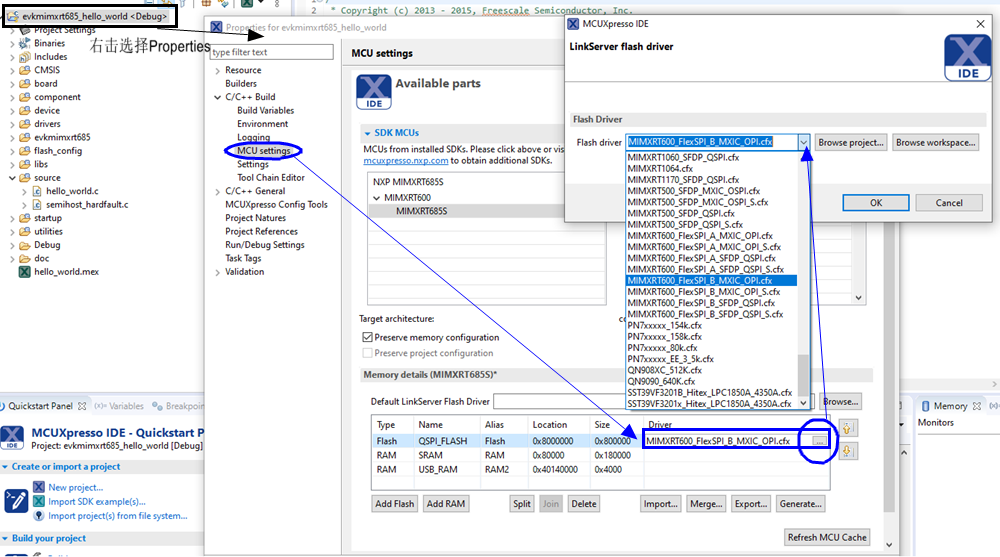 * Copyright (c) 2013 - 2015, Freescale Semiconductor, Inc.
evkmimxrt685_hello_world <Debug>
Project Settings
Binaries
Includes
CMSIS
board
component
device
drivers
evkmimxrt685
flash_config
libs
source
hello_world.c
semihost_hardfault.c
startup
utilities
Debug
doc
hello_world.mex
右击选择Properties
Properties for evkmimxrt685_hello_world
type filter text
Resource
Builders
C/C++ Build
Build Variables
Environment
Logging
MCU settings
Settings
Tool Chain Editor
C/C++ General
MCUXpresso Config Tools
Project Natures
Project References
Run/Debug Settings
Task Tags
Validation
MCU settings
IDE
Available parts
SDK MCUs
MCUs from installed SDKs. Please click above or vis
mcuxpresso.nxp.com to obtain additional SDKs.
NXP MIMXRT685S
MIMXRT600
MIMXRT685S
Target architecture:
Preserve memory configuration
Preserve project configuration
Memory details (MIMXRT685S)*
Default LinkServer Flash Driver
Browse...
Type Name Alias Location Size Driver
Flash QSPI_FLASH Flash 0x8000000 0x800000 MIMXRT600_FlexSPI_B_MXIC_OPI.cfx ...
RAM SRAM RAM 0x80000 0x180000
RAM USB_RAM RAM2 0x40140000 0x4000
Add Flash Add RAM Split Join Delete Import... Merge... Export... Generate...
Refresh MCU Cache
MCUXpresso IDE
LinkServer flash driver
IDE
Flash Driver
Flash driver MIMXRT600_FlexSPI_B_MXIC_OPI.cfx Browse project... Browse workspace...
MIMXRT1060_SFDP_QSPI.cfx
MIMXRT1064.cfx
MIMXRT1170_SFDP_QSPI.cfx
MIMXRT500_SFDP_MXIC_OSPI.cfx
MIMXRT500_SFDP_MXIC_OSPI_S.cfx
MIMXRT500_SFDP_QSPI.cfx
MIMXRT500_SFDP_QSPI_S.cfx
MIMXRT600_FlexSPI_A_MXIC_OPI.cfx
MIMXRT600_FlexSPI_A_MXIC_OPI_S.cfx
MIMXRT600_FlexSPI_A_SFDP_QSPI.cfx
MIMXRT600_FlexSPI_A_SFDP_QSPI_S.cfx
MIMXRT600_FlexSPI_B_MXIC_OPI.cfx
MIMXRT600_FlexSPI_B_MXIC_OPI_S.cfx
MIMXRT600_FlexSPI_B_SFDP_QSPI.cfx
MIMXRT600_FlexSPI_B_SFDP_QSPI_S.cfx
PN7xxxxx_154k.cfx
PN7xxxxx_158k.cfx
PN7xxxxx_80k.cfx
PN7xxxxx_EE_3_5k.cfx
QN908XC_512K.cfx
QN9090_640K.cfx
SST39VF3201B_Hitex_LPC1850A_4350A.cfx
SST39VF3201x_Hitex_LPC1850A_4350A.cfx
OK Cancel
Quickstart Panel (x)= Variables Breakpoin
IDE
MCUXpresso IDE - Quickstart P
Project: evkmimxrt685_hello_world [Debug]
Create or import a project
New project...
Import SDK example(s)...
Import project(s) from file system...
Build your project
Memory
Monitors